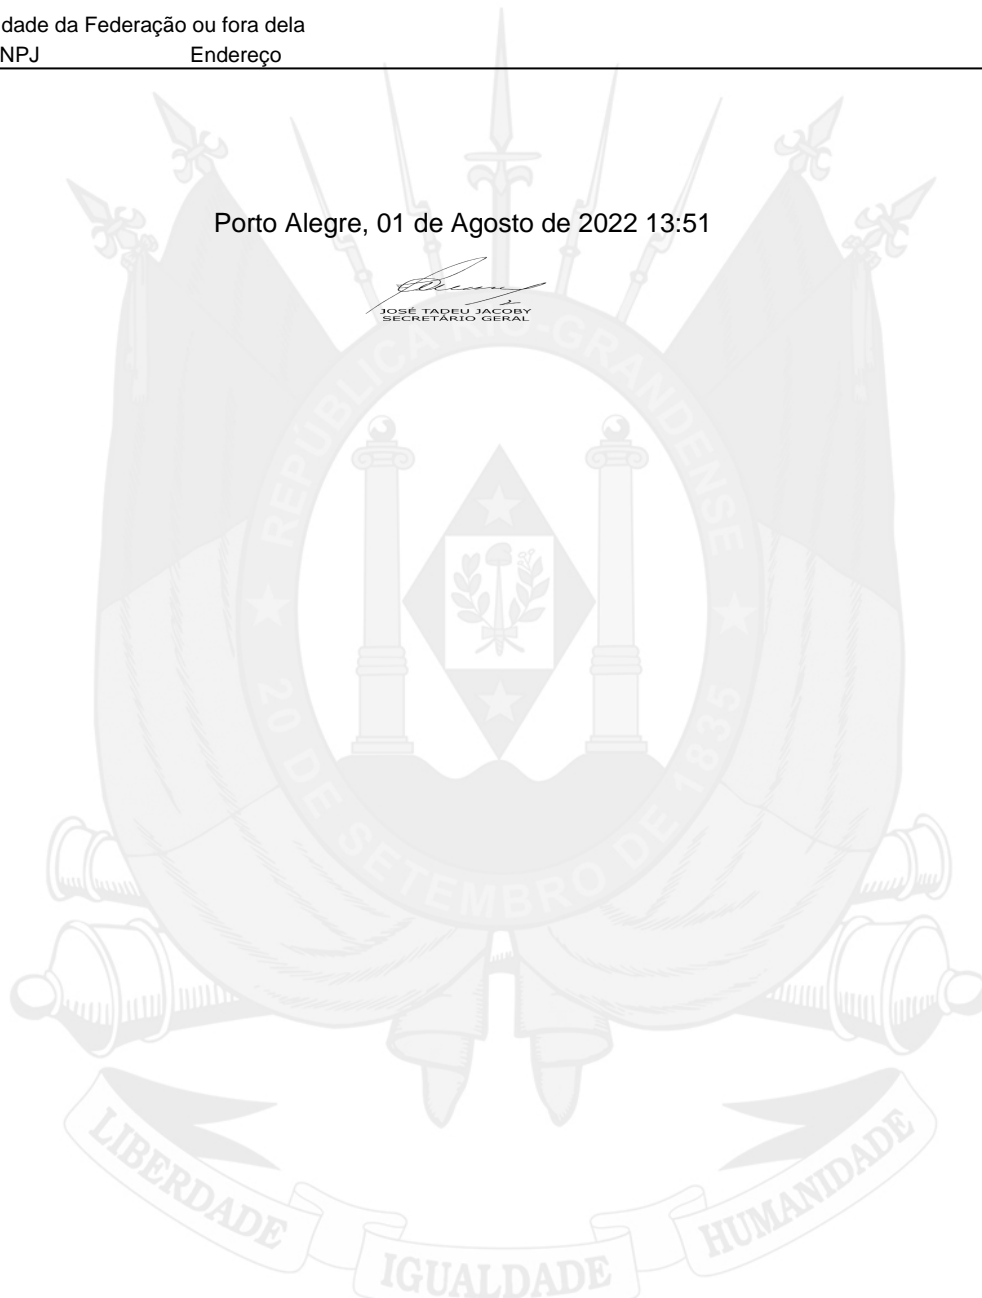 dade da Federação ou fora dela
NPJ Endereço
Porto Alegre, 01 de Agosto de 2022 13:51
JOSÉ TADEU JACOBY
SECRETÁRIO GERAL
REPÚBLICA RIO-GRANDENSE
20 DE SETEMBRO DE 1835
LIBERDADE
IGUALDADE
HUMANIDADE